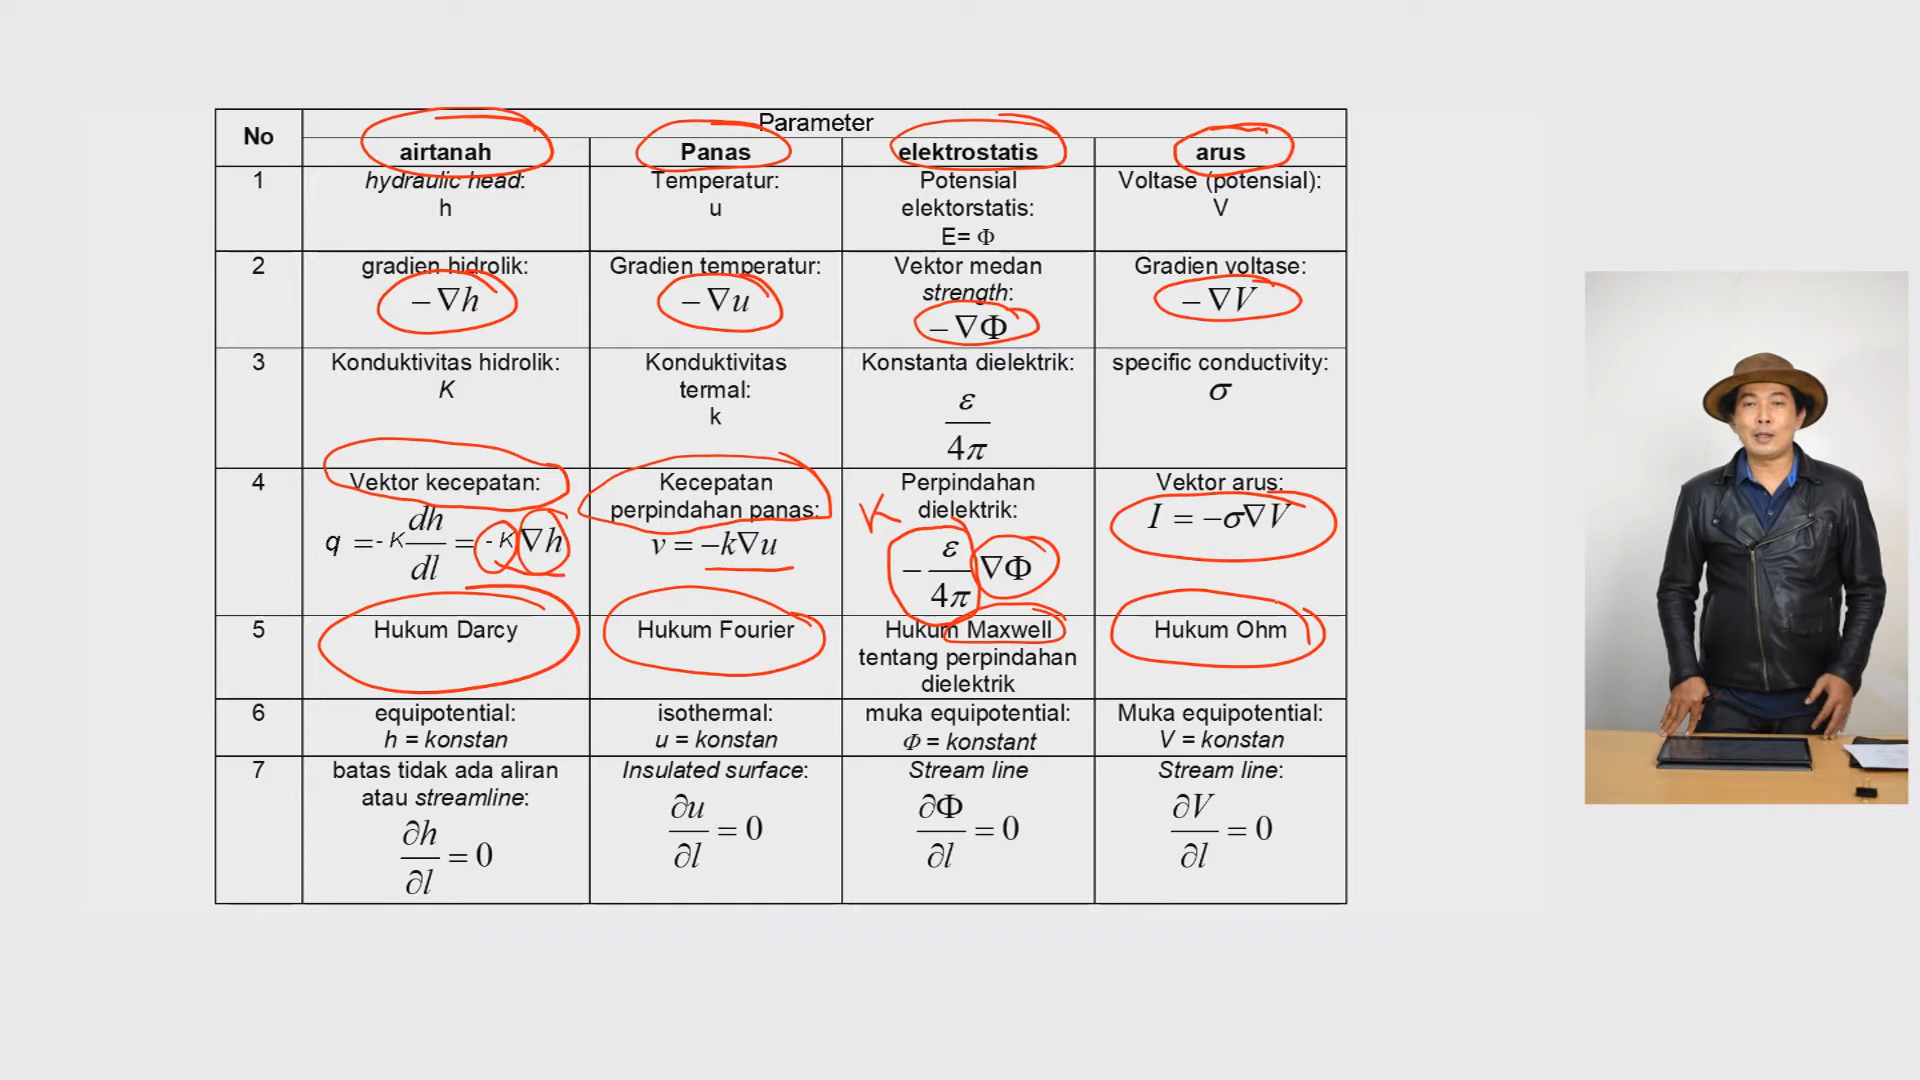 No
Parameter
airtanah
Panas
elektrostatis
arus
1
hydraulic head:
h
Temperatur:
u
Potensial
elektorstatis:
E= Φ
Voltase (potensial):
V
2
gradien hidrolik:
−∇h
Gradien temperatur:
−∇u
Vektor medan
strength:
−∇Φ
Gradien voltase:
−∇V
3
Konduktivitas hidrolik:
K
Konduktivitas
termal:
k
Konstanta dielektrik:
ε
4π
specific conductivity:
σ
4
Vektor kecepatan:
q =- K dh/dl = - K ∇h
Kecepatan
perpindahan panas:
v = −k∇u
Perpindahan
dielektrik:
K
− ε/4π ∇Φ
Vektor arus:
I = −σ∇V
5
Hukum Darcy
Hukum Fourier
Hukum Maxwell
tentang perpindahan
dielektrik
Hukum Ohm
6
equipotential:
h = konstan
isothermal:
u = konstan
muka equipotential:
Φ = konstant
Muka equipotential:
V = konstan
7
batas tidak ada aliran
atau streamline:
∂h/∂l = 0
Insulated surface:
∂u/∂l = 0
Stream line
∂Φ/∂l = 0
Stream line:
∂V/∂l = 0